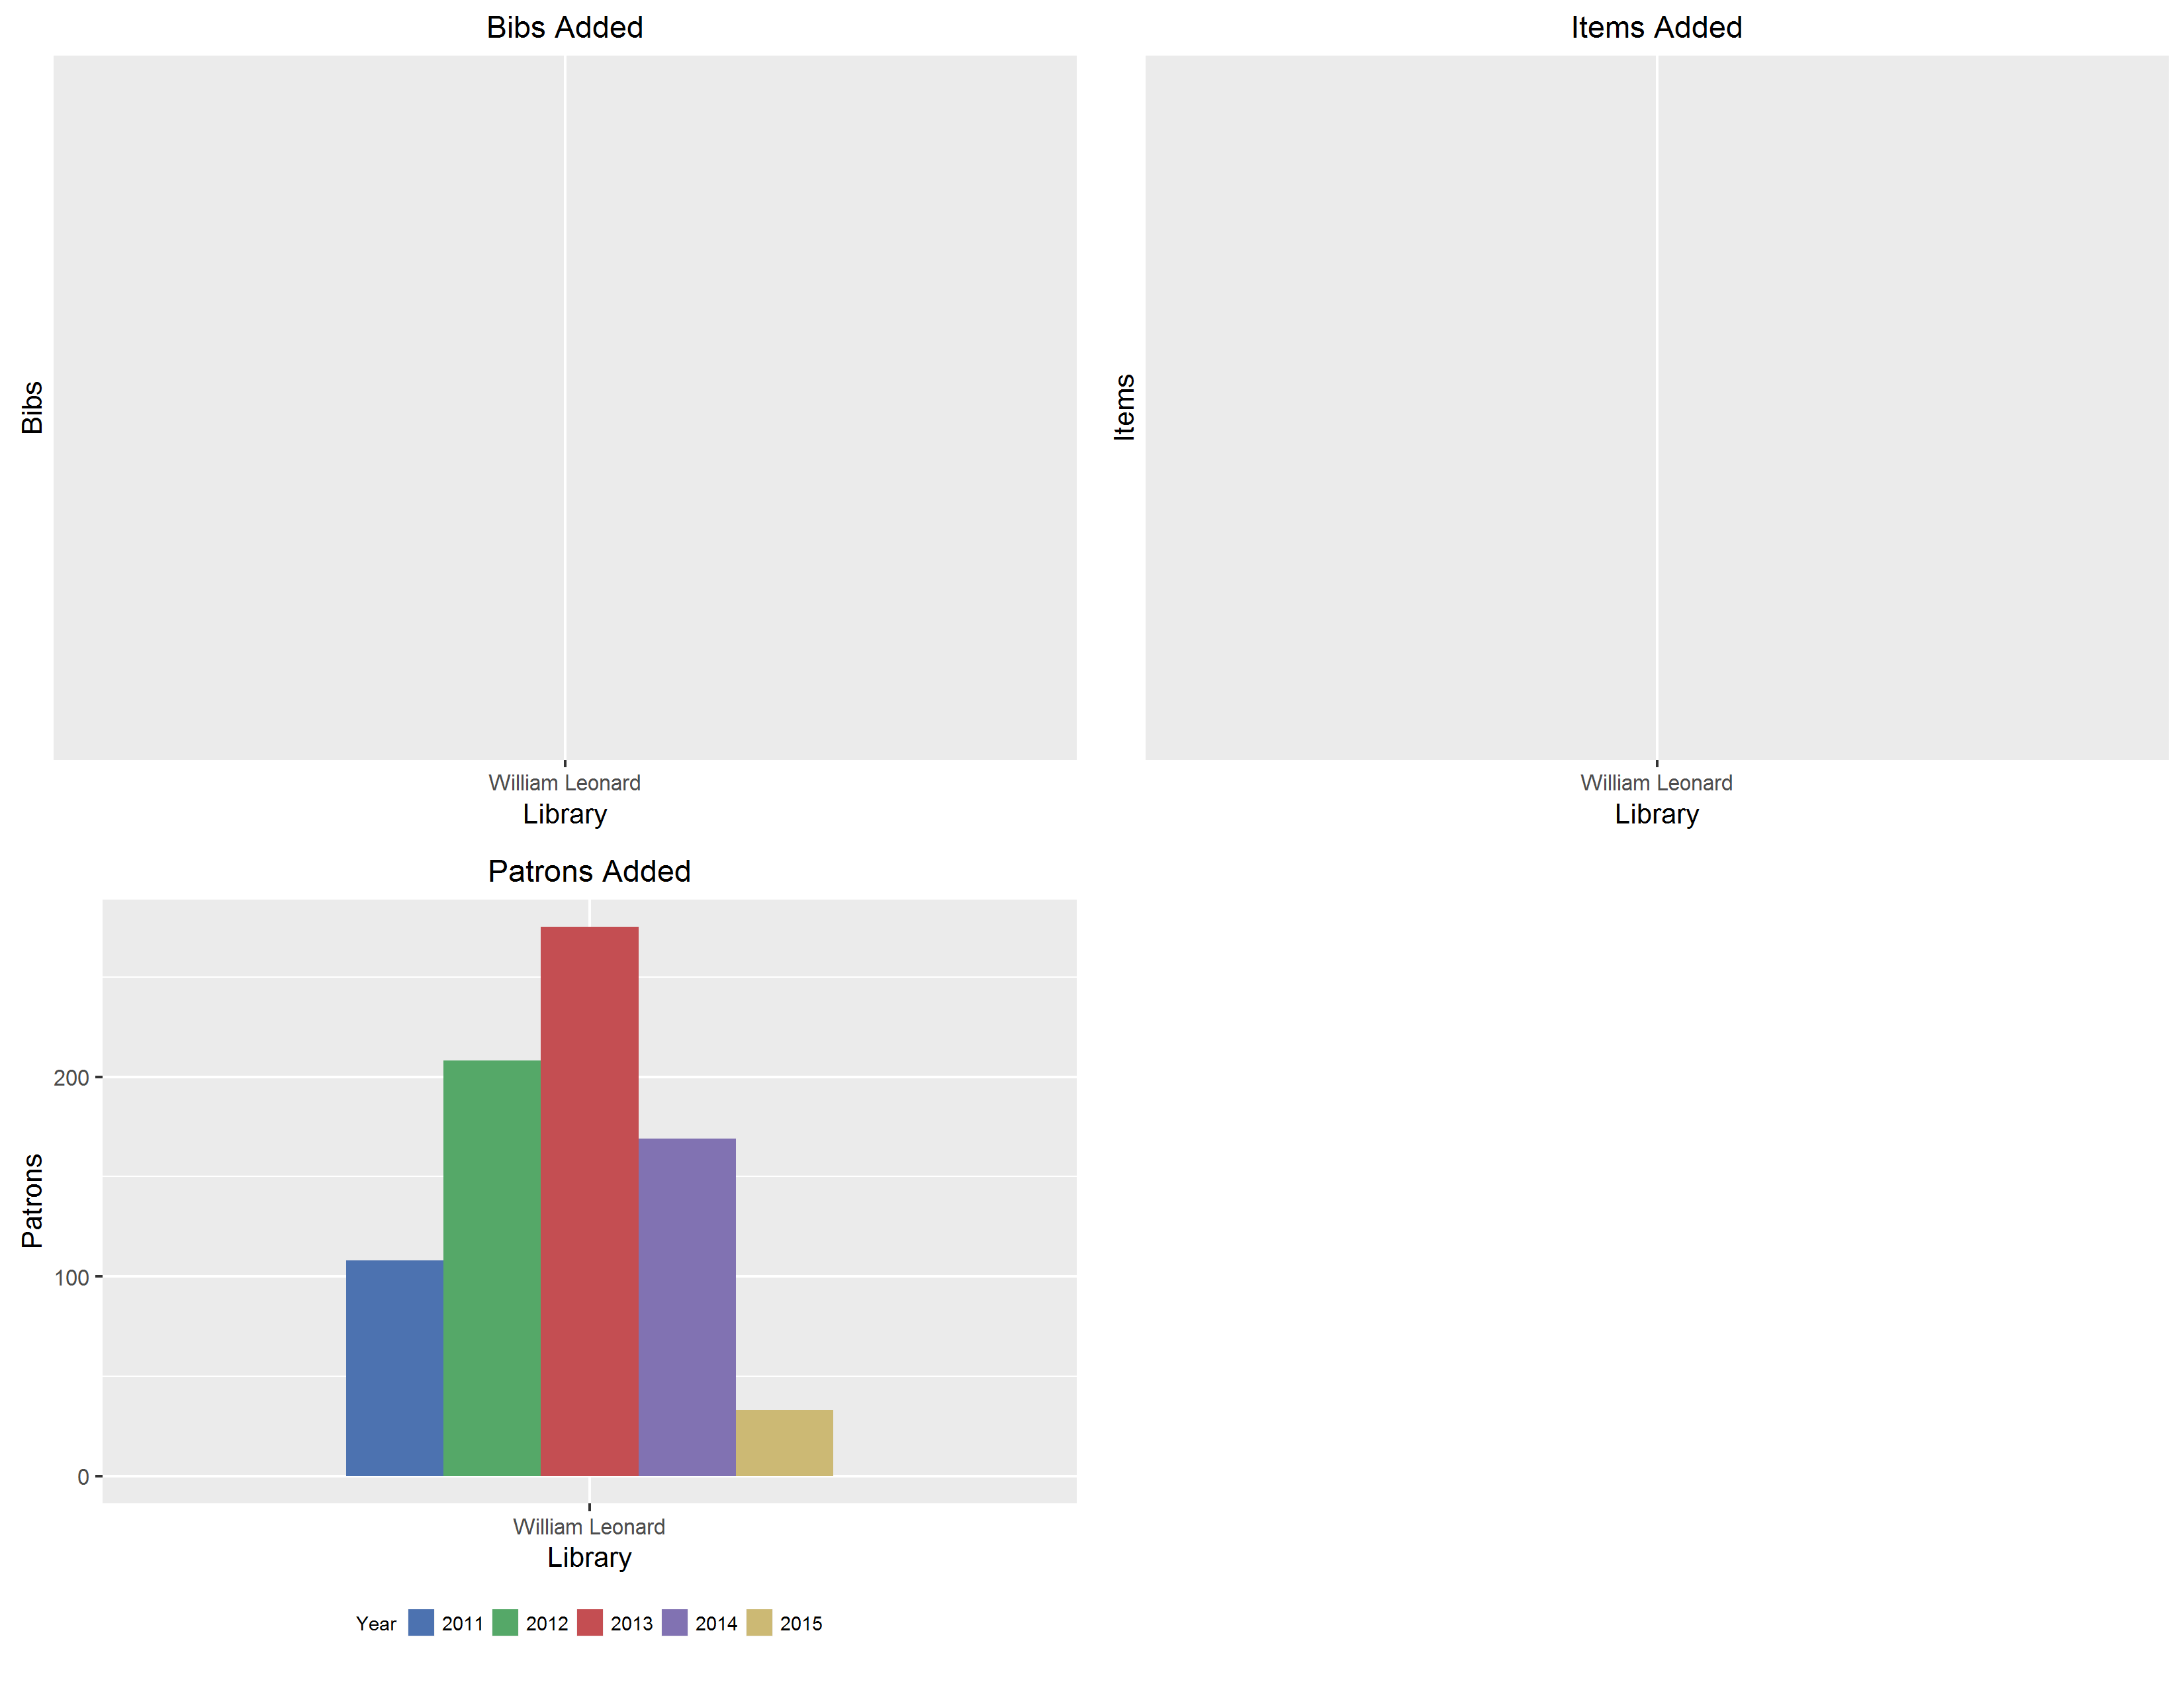 Bibs Added
Bibs
William Leonard
Library
Items Added
Items
William Leonard
Library
Patrons Added
Patrons
200
100
0
William Leonard
Library
Year 2011 2012 2013 2014 2015